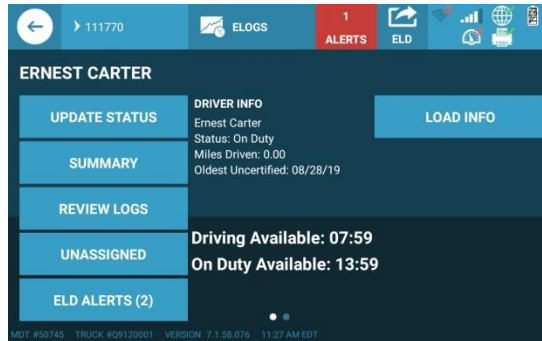 111770
ELOGS
1
ALERTS
ELD
ERNEST CARTER
UPDATE STATUS
SUMMARY
REVIEW LOGS
UNASSIGNED
ELD ALERTS (2)
DRIVER INFO
Ernest Carter
Status: On Duty
Miles Driven: 0.00
Oldest Uncertified: 08/28/19
Driving Available: 07:59
On Duty Available: 13:59
LOAD INFO
MDT #50745 TRUCK #Q9120001 VERSION 7.1.58.076 11:27 AM EDT